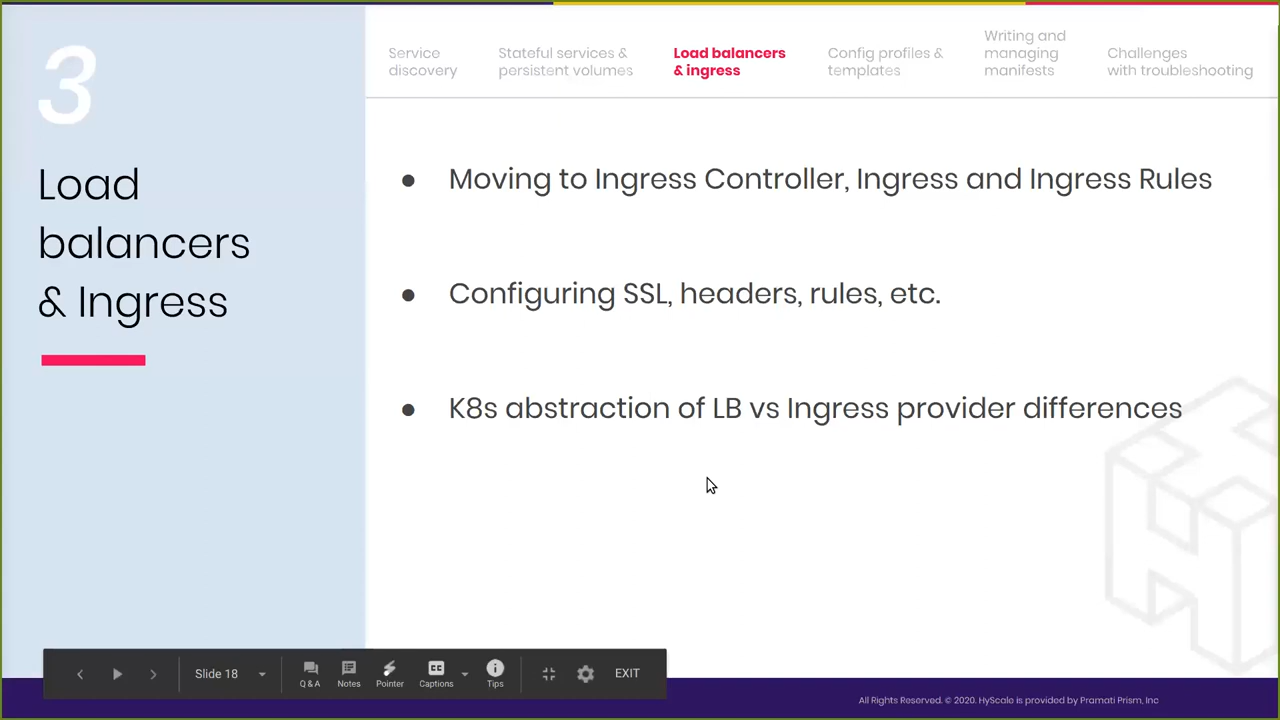 3
Load
balancers
& Ingress
Service
discovery
Stateful services &
persistent volumes
Load balancers
& ingress
Config profiles &
templates
Writing and
managing
manifests
Challenges
with troubleshooting
● Moving to Ingress Controller, Ingress and Ingress Rules
● Configuring SSL, headers, rules, etc.
● K8s abstraction of LB vs Ingress provider differences
Slide 18
Q & A
Notes
Pointer
CC
Captions
Tips
EXIT
All Rights Reserved. © 2020. HyScale is provided by Pramati Prism, Inc